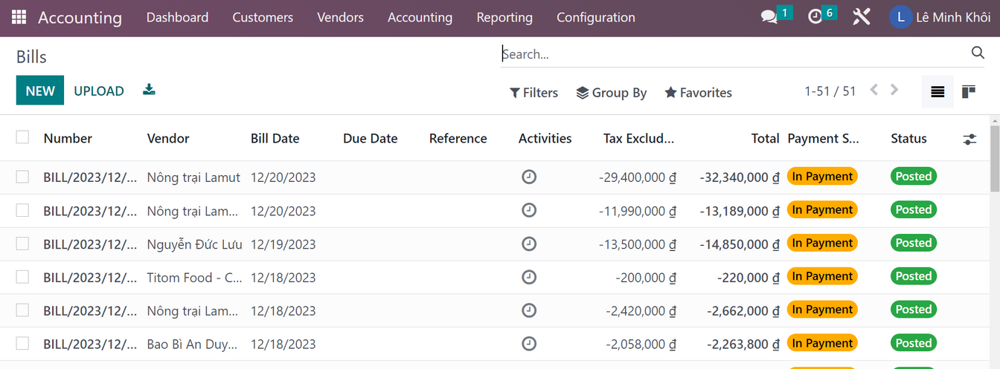 Accounting Dashboard Customers Vendors Accounting Reporting Configuration 1 6 L Lê Minh Khôi
Bills Search...
NEW UPLOAD Filters Group By Favorites 1-51 / 51
Number Vendor Bill Date Due Date Reference Activities Tax Exclud... Total Payment S... Status
BILL/2023/12/... Nông trại Lamut 12/20/2023 -29,400,000 ₫ -32,340,000 ₫ In Payment Posted
BILL/2023/12/... Nông trại Lam... 12/20/2023 -11,990,000 ₫ -13,189,000 ₫ In Payment Posted
BILL/2023/12/... Nguyễn Đức Lưu 12/19/2023 -13,500,000 ₫ -14,850,000 ₫ In Payment Posted
BILL/2023/12/... Titom Food - C... 12/18/2023 -200,000 ₫ -220,000 ₫ In Payment Posted
BILL/2023/12/... Nông trại Lam... 12/18/2023 -2,420,000 ₫ -2,662,000 ₫ In Payment Posted
BILL/2023/12/... Bao Bì An Duy... 12/18/2023 -2,058,000 ₫ -2,263,800 ₫ In Payment Posted